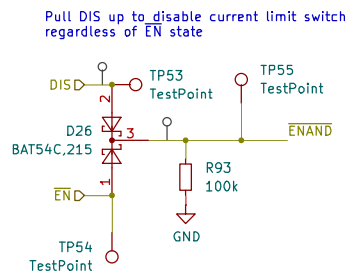 Pull DIS up to disable current limit switch
regardless of EN state
TP53
TestPoint
TP55
TestPoint
DIS
2
D26
BAT54C,215
3
ENAND
1
EN
R93
100k
GND
TP54
TestPoint